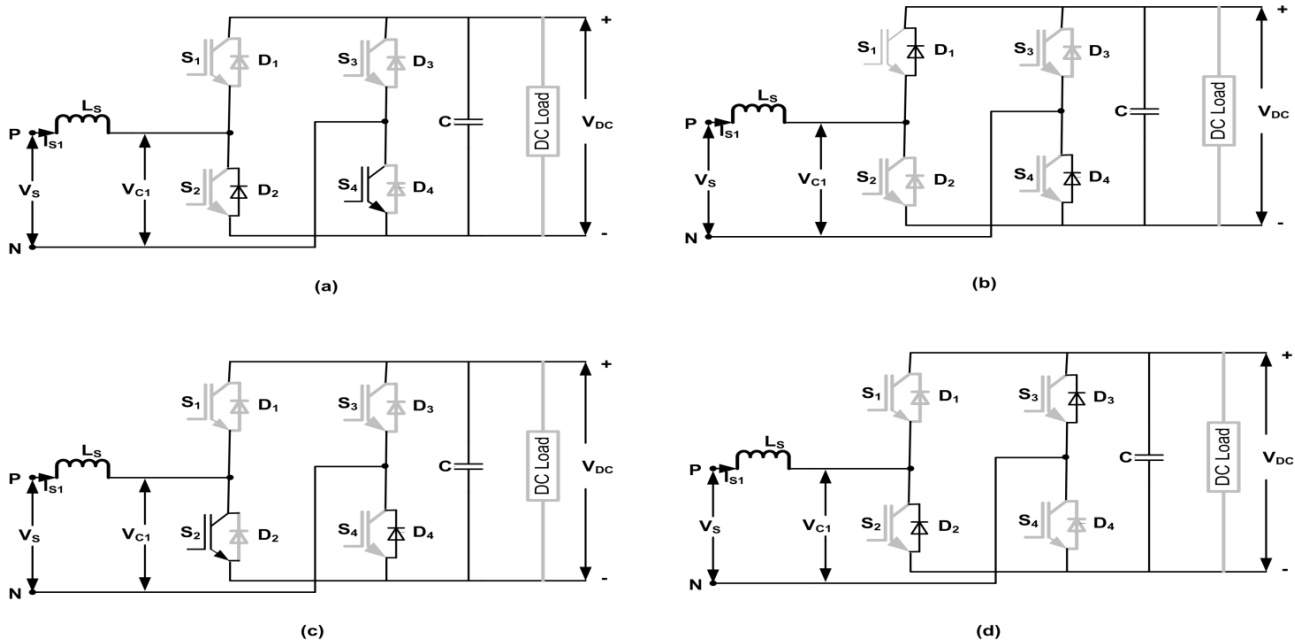 S1 D1 S3 D3
LS
P IS1 C DC Load VDC
VS VC1 S2 D2 S4 D4
N
+
-
(a)
S1 D1 S3 D3
LS
P IS1 C DC Load VDC
VS VC1 S2 D2 S4 D4
N
+
-
(b)
S1 D1 S3 D3
LS
P IS1 C DC Load VDC
VS VC1 S2 D2 S4 D4
N
+
-
(c)
S1 D1 S3 D3
LS
P IS1 C DC Load VDC
VS VC1 S2 D2 S4 D4
N
+
-
(d)